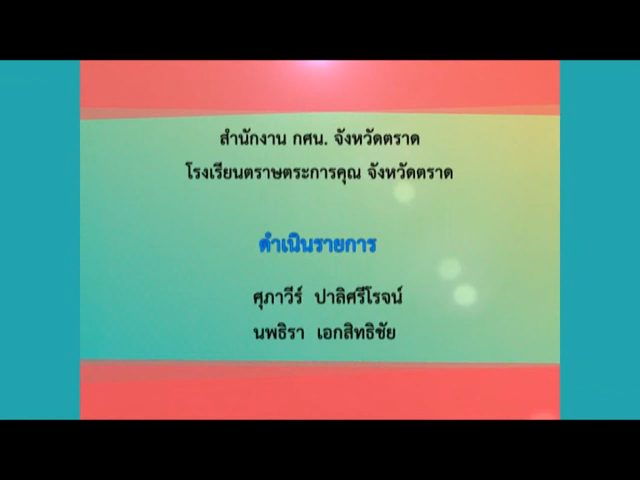 สำนักงาน กศน. จังหวัดตราด
โรงเรียนตราษตระการคุณ จังหวัดตราด
ดำเนินรายการ
ศุภาวีร์ ปาลิศรีโรจน์
นพธิรา เอกสิทธิชัย